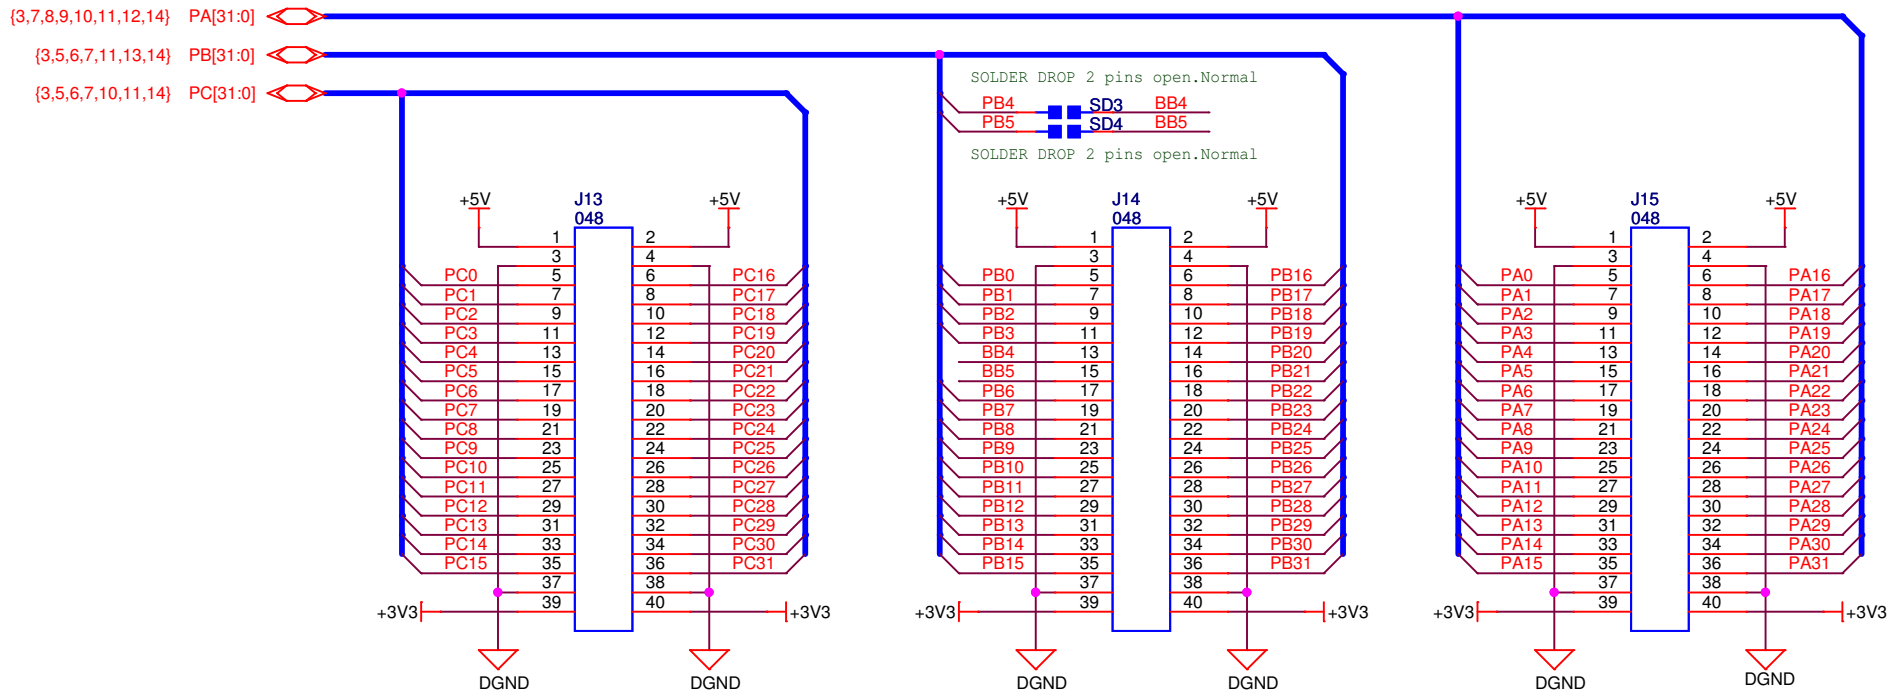 {3,7,8,9,10,11,12,14} PA[31:0]
{3,5,6,7,11,13,14} PB[31:0]
{3,5,6,7,10,11,14} PC[31:0]
SOLDER DROP 2 pins open.Normal
PB4 SD3 BB4
PB5 SD4 BB5
SOLDER DROP 2 pins open.Normal
+5V J13 +5V +5V J14 +5V +5V J15 +5V
048 048 048
1 2 1 2 1 2
3 4 3 4 3 4
PC0 5 6 PC16 PB0 5 6 PB16 PA0 5 6 PA16
PC1 7 8 PC17 PB1 7 8 PB17 PA1 7 8 PA17
PC2 9 10 PC18 PB2 9 10 PB18 PA2 9 10 PA18
PC3 11 12 PC19 PB3 11 12 PB19 PA3 11 12 PA19
PC4 13 14 PC20 BB4 13 14 PB20 PA4 13 14 PA20
PC5 15 16 PC21 BB5 15 16 PB21 PA5 15 16 PA21
PC6 17 18 PC22 PB6 17 18 PB22 PA6 17 18 PA22
PC7 19 20 PC23 PB7 19 20 PB23 PA7 19 20 PA23
PC8 21 22 PC24 PB8 21 22 PB24 PA8 21 22 PA24
PC9 23 24 PC25 PB9 23 24 PB25 PA9 23 24 PA25
PC10 25 26 PC26 PB10 25 26 PB26 PA10 25 26 PA26
PC11 27 28 PC27 PB11 27 28 PB27 PA11 27 28 PA27
PC12 29 30 PC28 PB12 29 30 PB28 PA12 29 30 PA28
PC13 31 32 PC29 PB13 31 32 PB29 PA13 31 32 PA29
PC14 33 34 PC30 PB14 33 34 PB30 PA14 33 34 PA30
PC15 35 36 PC31 PB15 35 36 PB31 PA15 35 36 PA31
37 38 37 38 37 38
+3V3 39 40 +3V3 +3V3 39 40 +3V3 +3V3 39 40 +3V3
DGND DGND DGND DGND DGND DGND